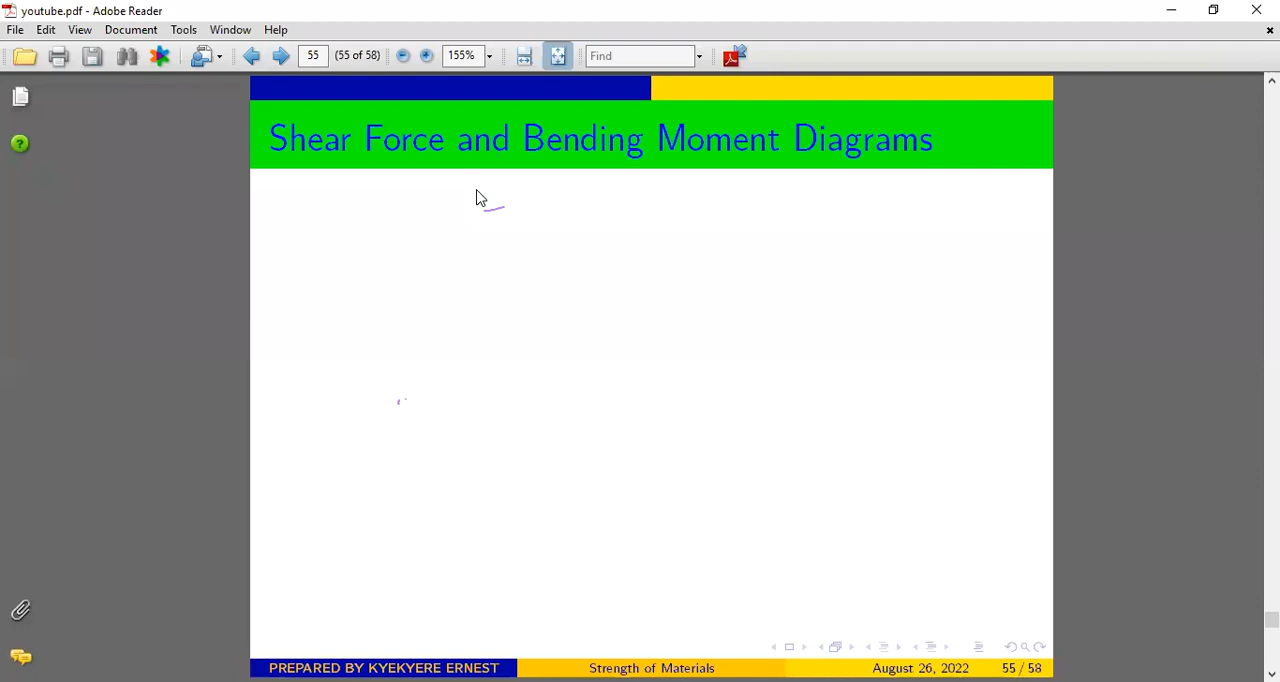 youtube.pdf - Adobe Reader
File Edit View Document Tools Window Help
55 (55 of 58) 155% Find
Shear Force and Bending Moment Diagrams
PREPARED BY KYEKYERE ERNEST Strength of Materials August 26, 2022 55 / 58